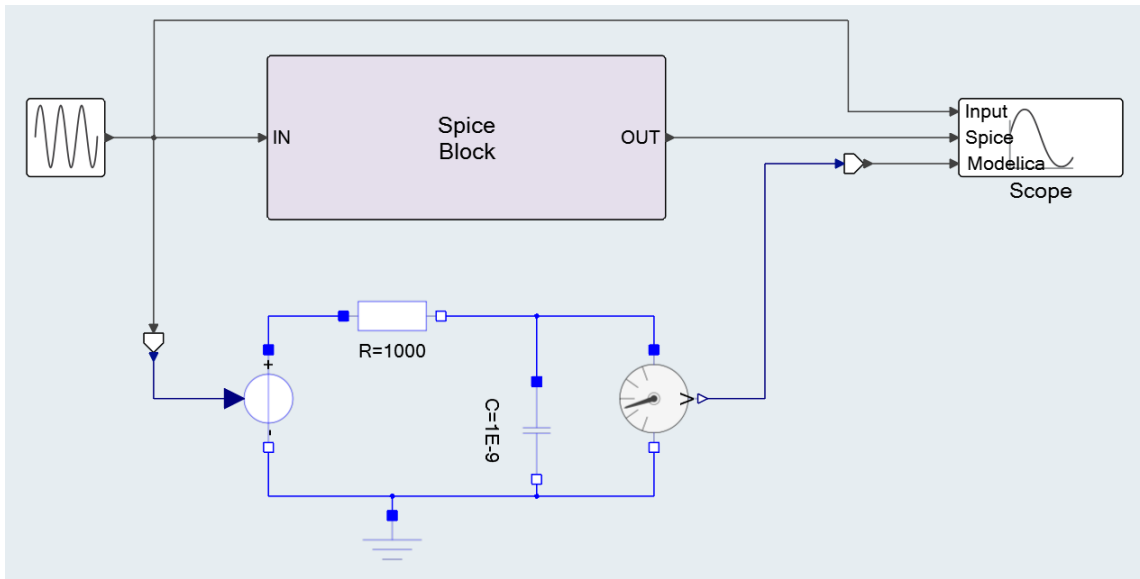 Spice
Block
IN
OUT
Input
Spice
Modelica
Scope
R=1000
+
-
C=1E-9
V